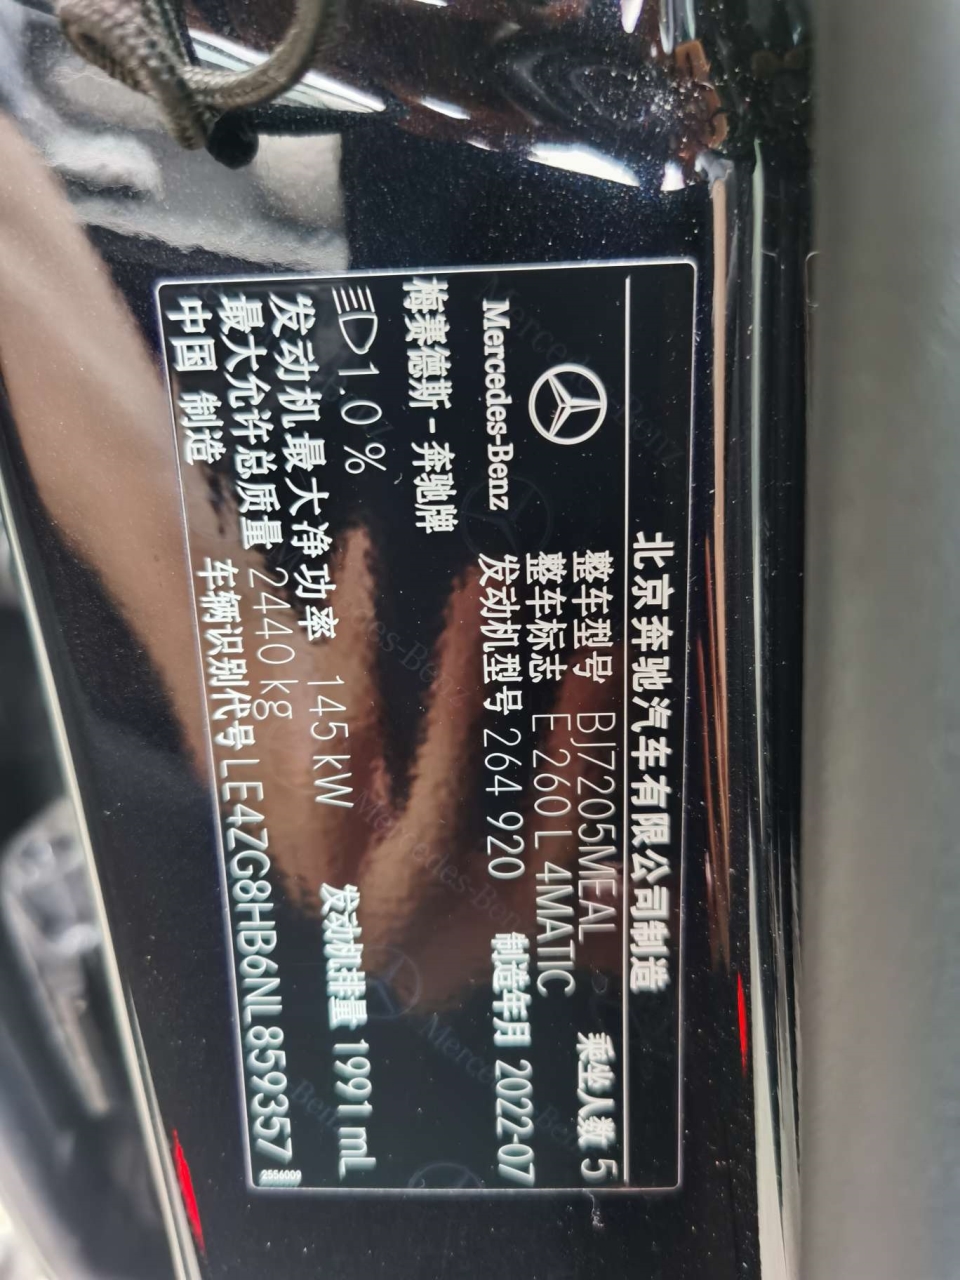 北京奔驰汽车有限公司制造
Mercedes-Benz
梅赛德斯-奔驰牌
整车型号 BJ7205MEAL 乘坐人数 5
整车标志 E 260 L 4MATIC
发动机型号 264 920 制造年月 2022-07
1.0%
发动机最大净功率 145 kW 发动机排量 1991 mL
最大允许总质量 2440 kg
中国 制造 车辆识别代号 LE4ZG8HB6NL859357
2556009